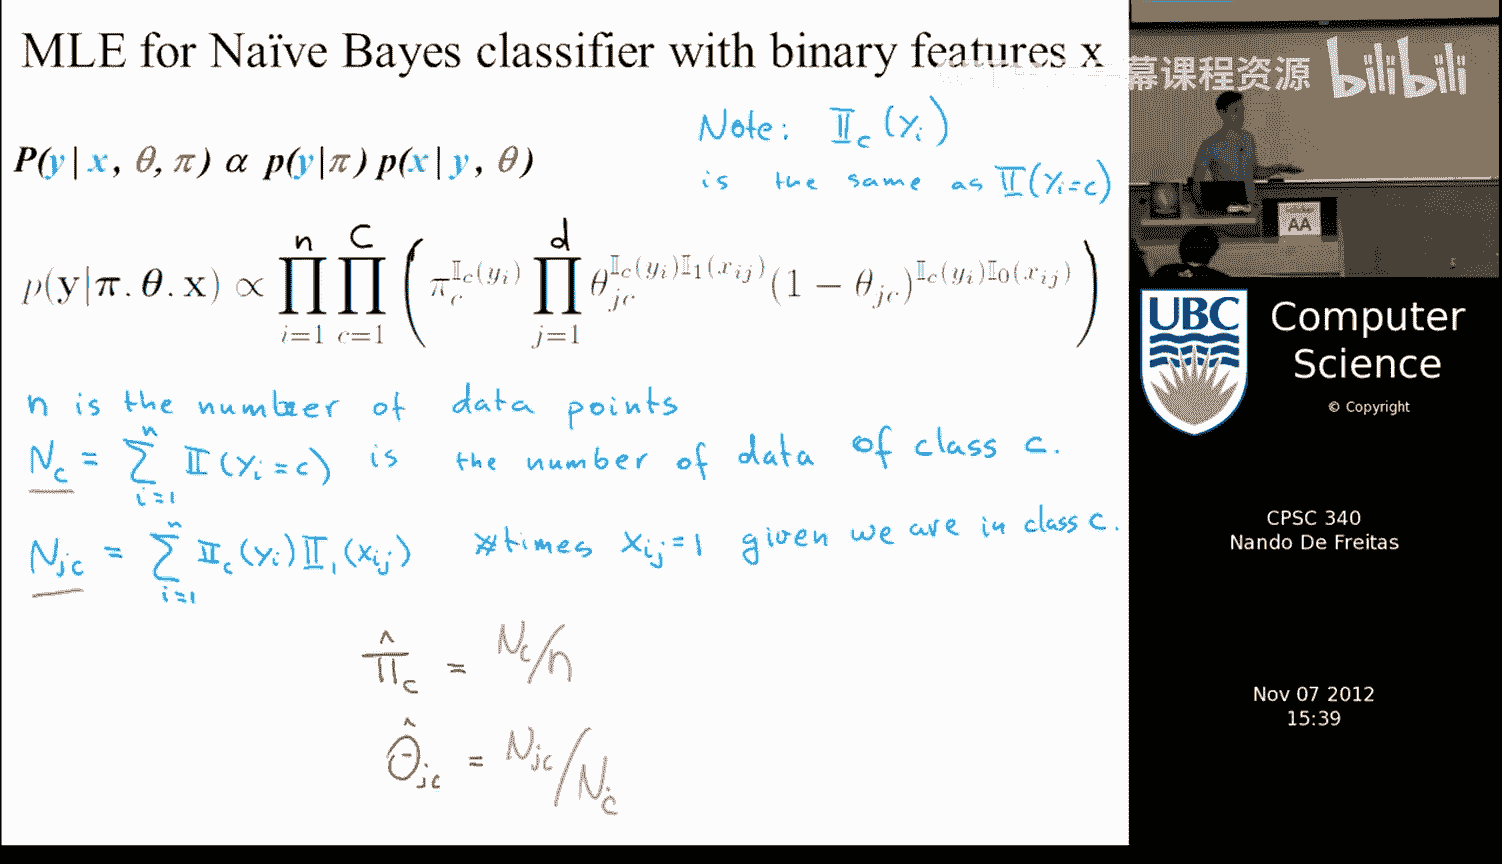 MLE for Naïve Bayes classifier with binary features x
幕课程资源 bilibili
Note: 𝕀c(yi)
is the same as 𝕀(yi=c)
P(y|x, θ, π) α p(y|π) p(x|y, θ)
p(y|π.θ.x) ∝ ∏_{i=1}^{n} ∏_{c=1}^{C} ( π_c^{𝕀c(yi)} ∏_{j=1}^{d} θ_{jc}^{𝕀c(yi)𝕀1(xij)} (1 − θ_{jc})^{𝕀c(yi)𝕀0(xij)} )
n is the number of data points
Nc = ∑_{i=1}^{n} 𝕀(yi=c) is the number of data of class c.
Njc = ∑_{i=1}^{n} 𝕀c(yi)𝕀1(xij) #times xij=1 given we are in class c.
π̂c = Nc/n
θ̂jc = Njc/Nc
AA
UBC
Computer
Science
© Copyright
CPSC 340
Nando De Freitas
Nov 07 2012
15:39